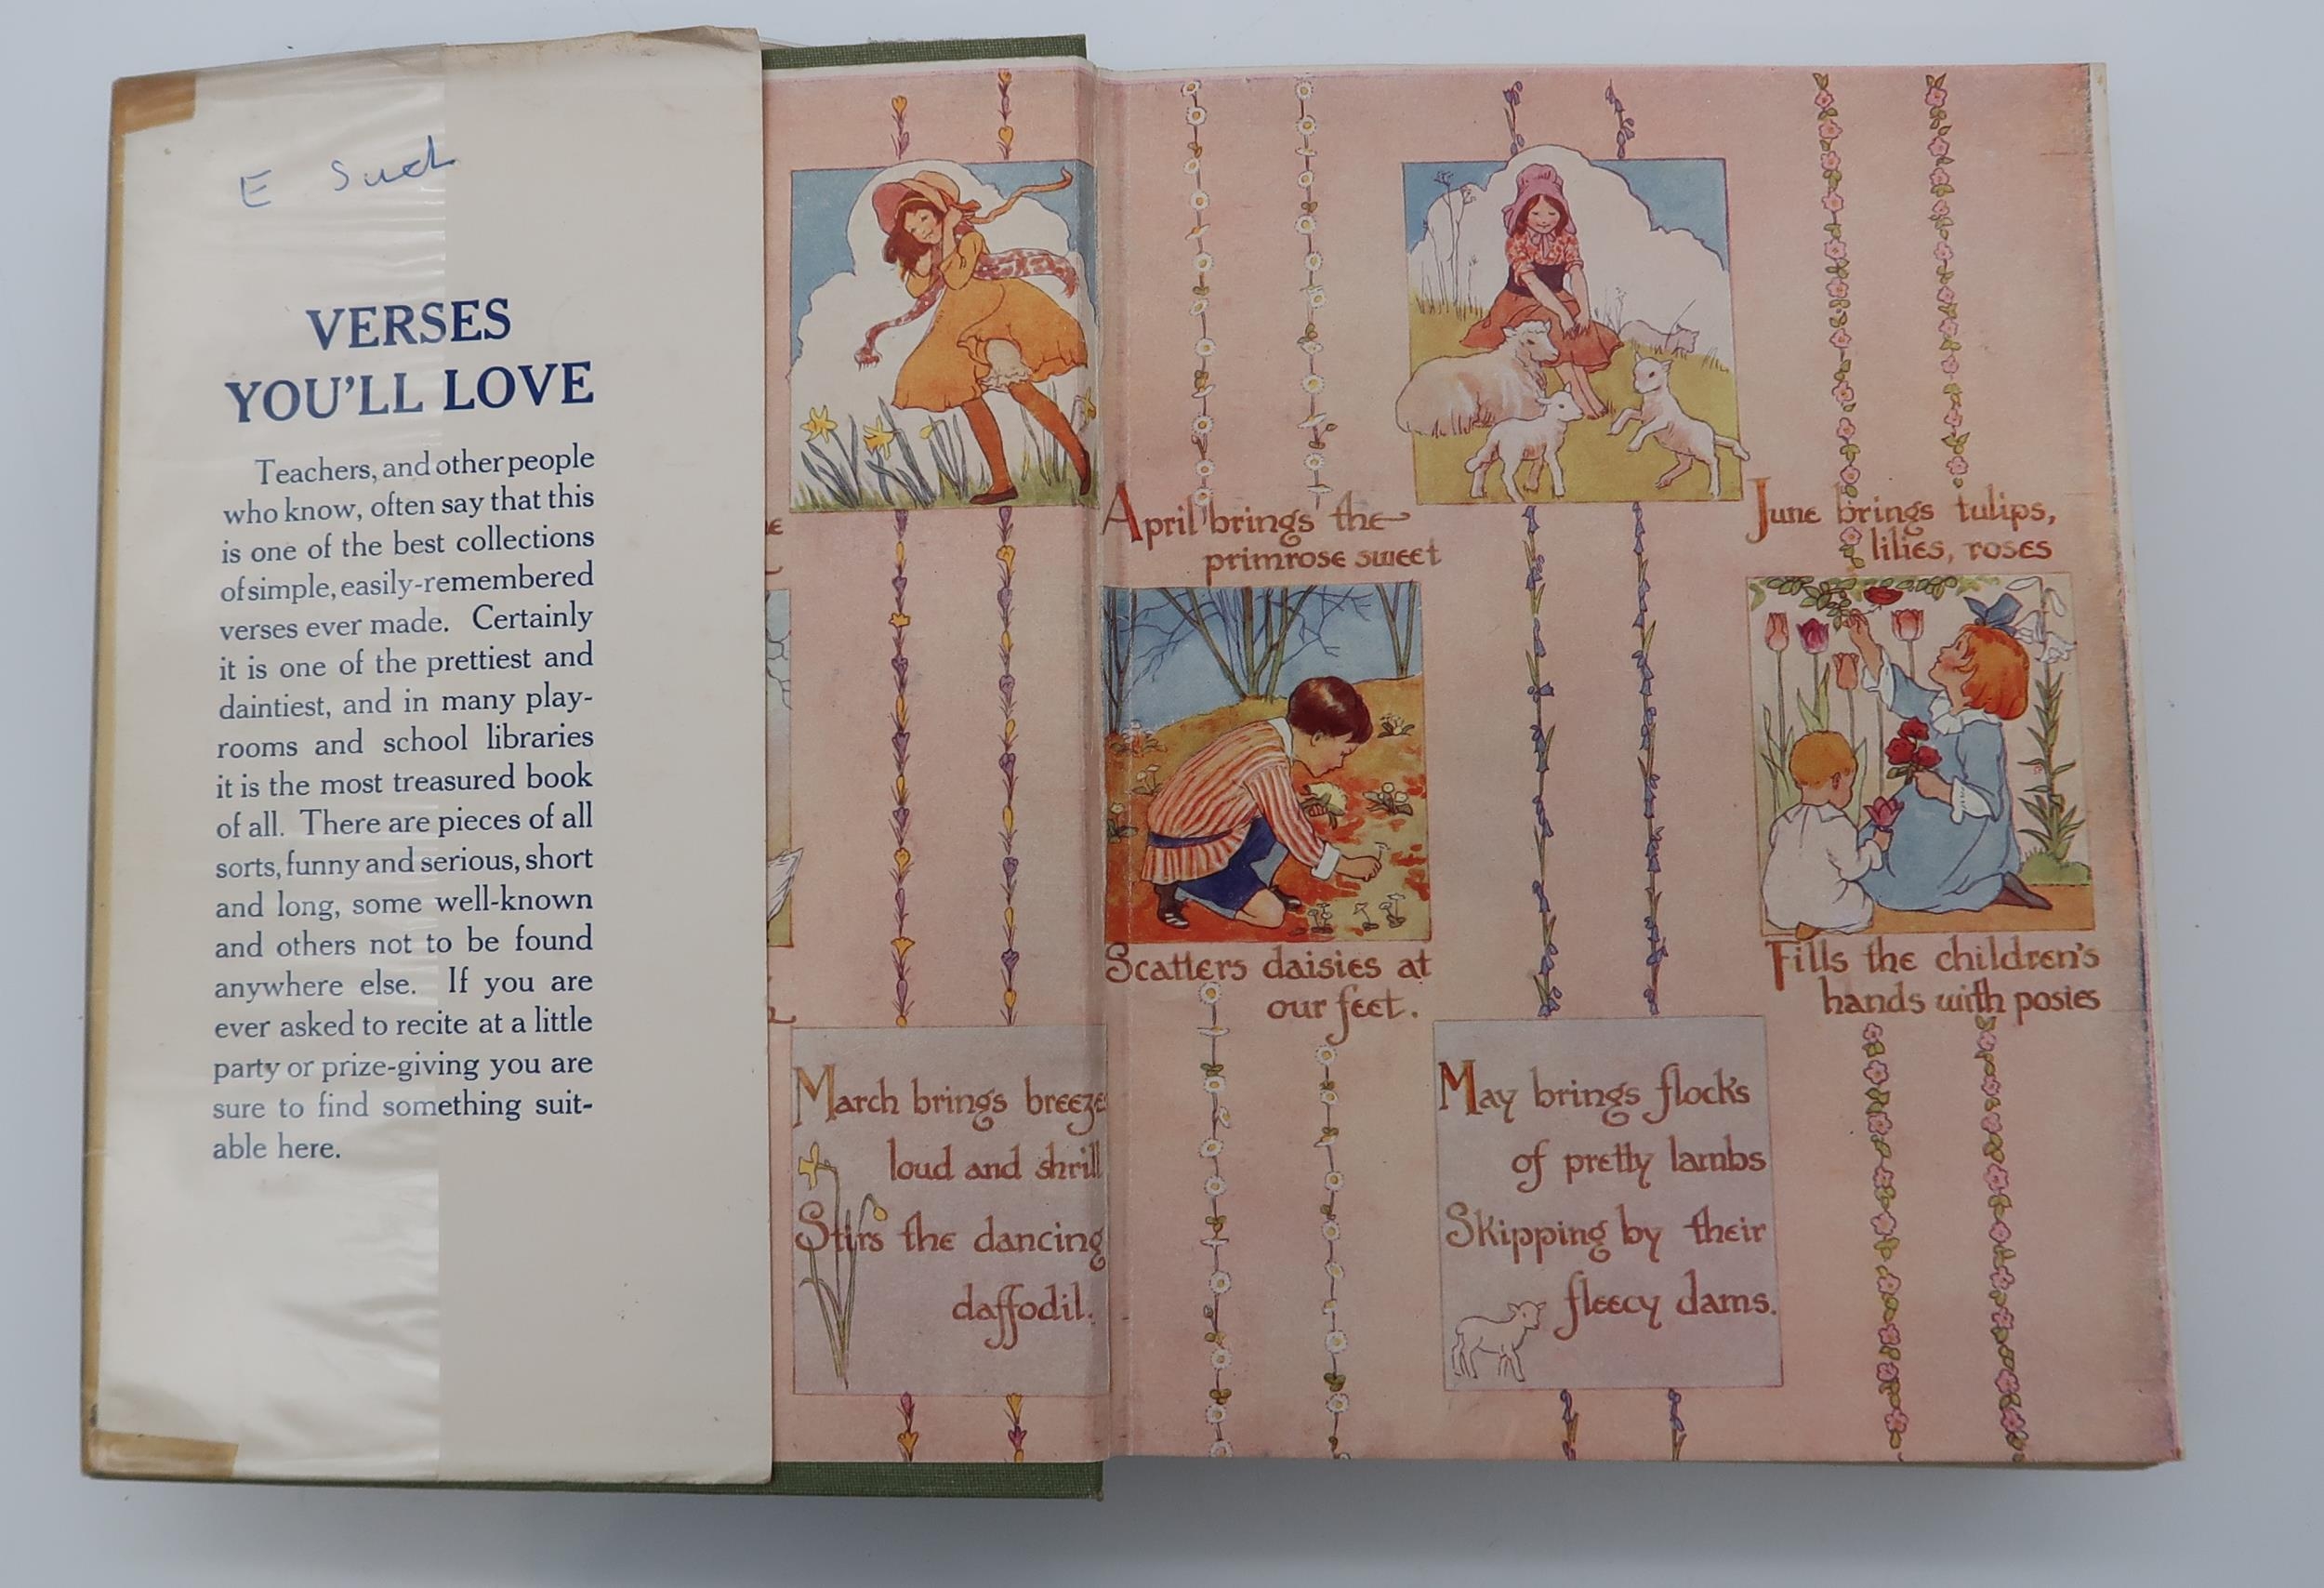 E Such
VERSES
YOU'LL LOVE
Teachers, and other people
who know, often say that this
is one of the best collections
of simple, easily-remembered
verses ever made. Certainly
it is one of the prettiest and
daintiest, and in many play-
rooms and school libraries
it is the most treasured book
of all. There are pieces of all
sorts, funny and serious, short
and long, some well-known
and others not to be found
anywhere else. If you are
ever asked to recite at a little
party or prize-giving you are
sure to find something suit-
able here.
March brings breeze
loud and shrill
Stirs the dancing
daffodil.
April brings the
primrose sweet
Scatters daisies at
our feet.
May brings flocks
of pretty lambs
Skipping by their
fleecy dams.
June brings tulips,
lilies, roses
Fills the children's
hands with posies